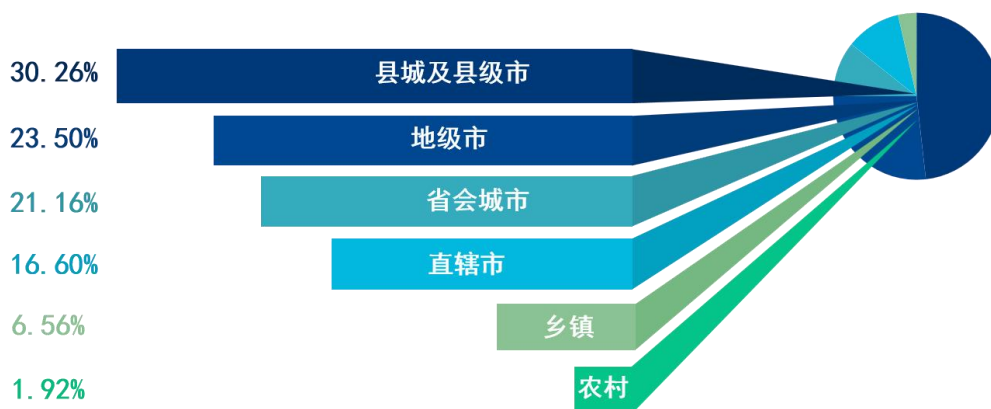 30.26% 县城及县级市
23.50% 地级市
21.16% 省会城市
16.60% 直辖市
6.56% 乡镇
1.92% 农村